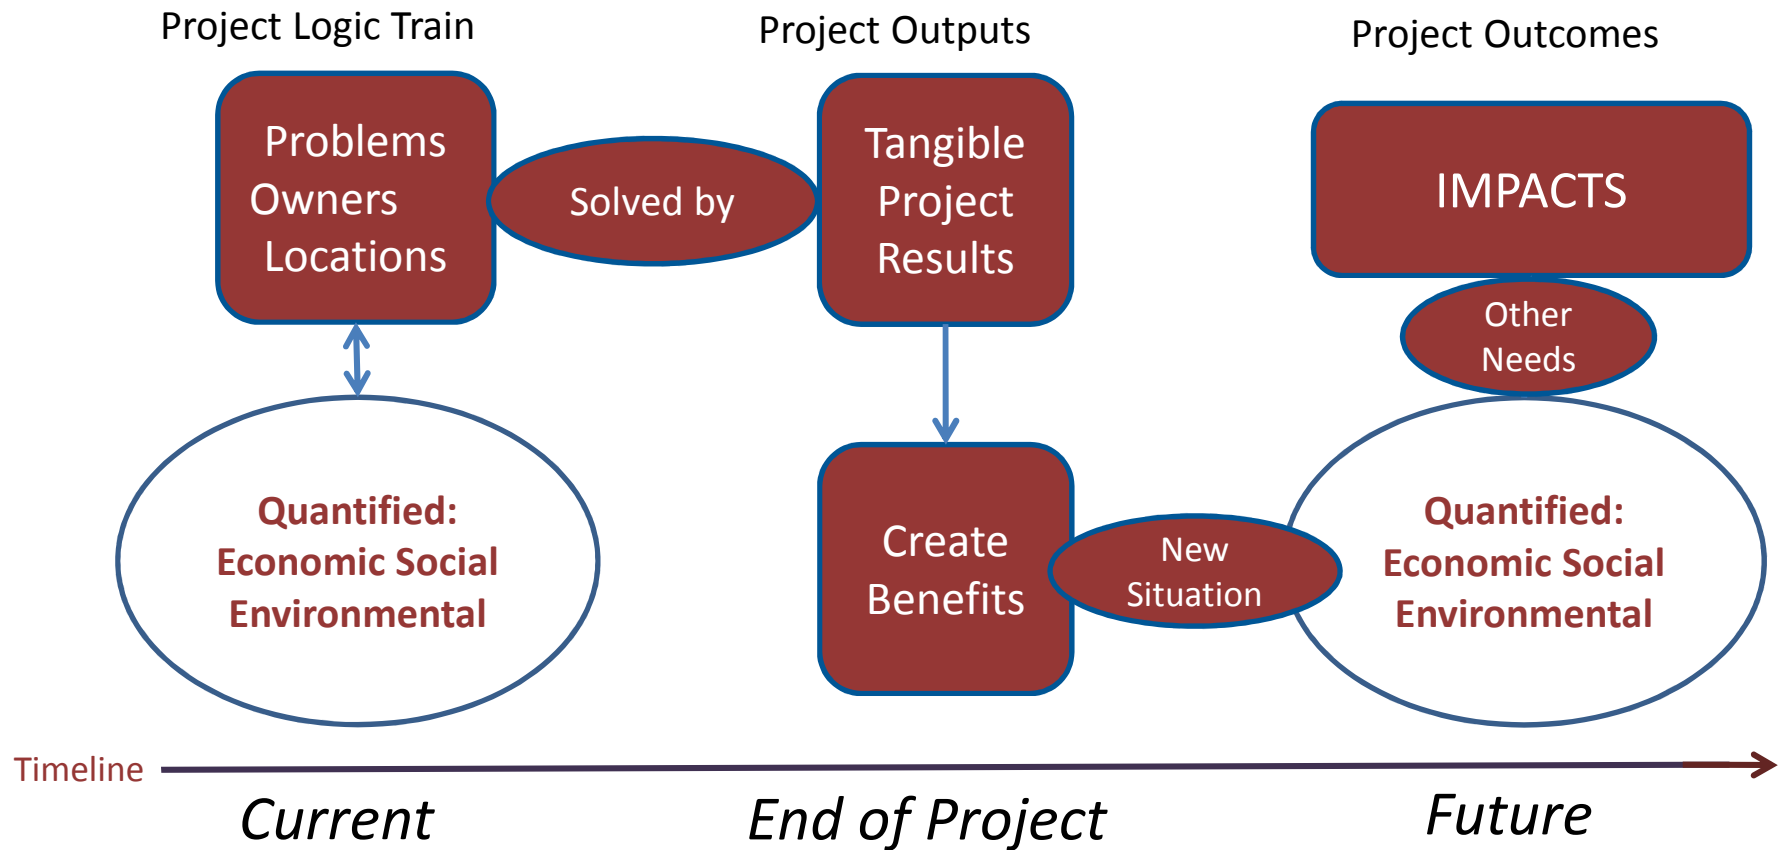 Project Logic Train
Project Outputs
Project Outcomes
Problems
Owners
Locations
Solved by
Tangible
Project
Results
IMPACTS
Other
Needs
Quantified:
Economic Social
Environmental
Create
Benefits
New
Situation
Quantified:
Economic Social
Environmental
Timeline
Current
End of Project
Future